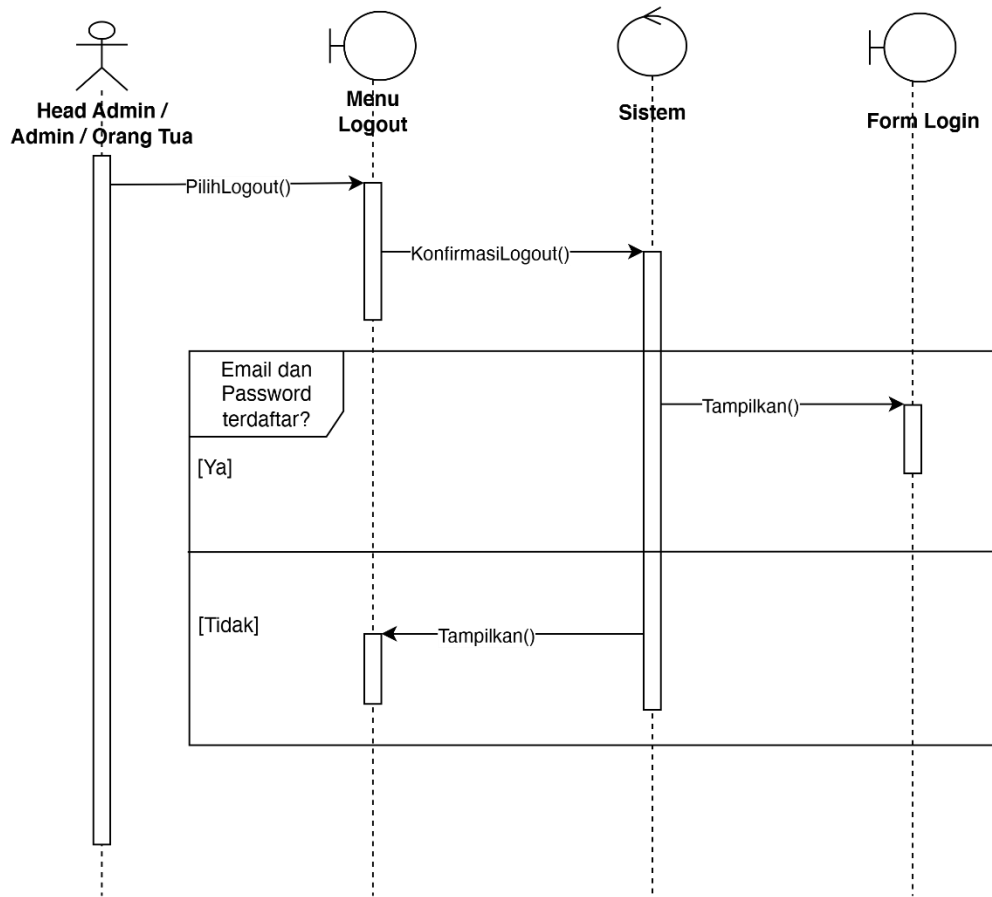 Head Admin /
Admin / Orang Tua
Menu
Logout
Sistem
Form Login
PilihLogout()
KonfirmasiLogout()
Email dan
Password
terdaftar?
Tampilkan()
[Ya]
[Tidak]
Tampilkan()